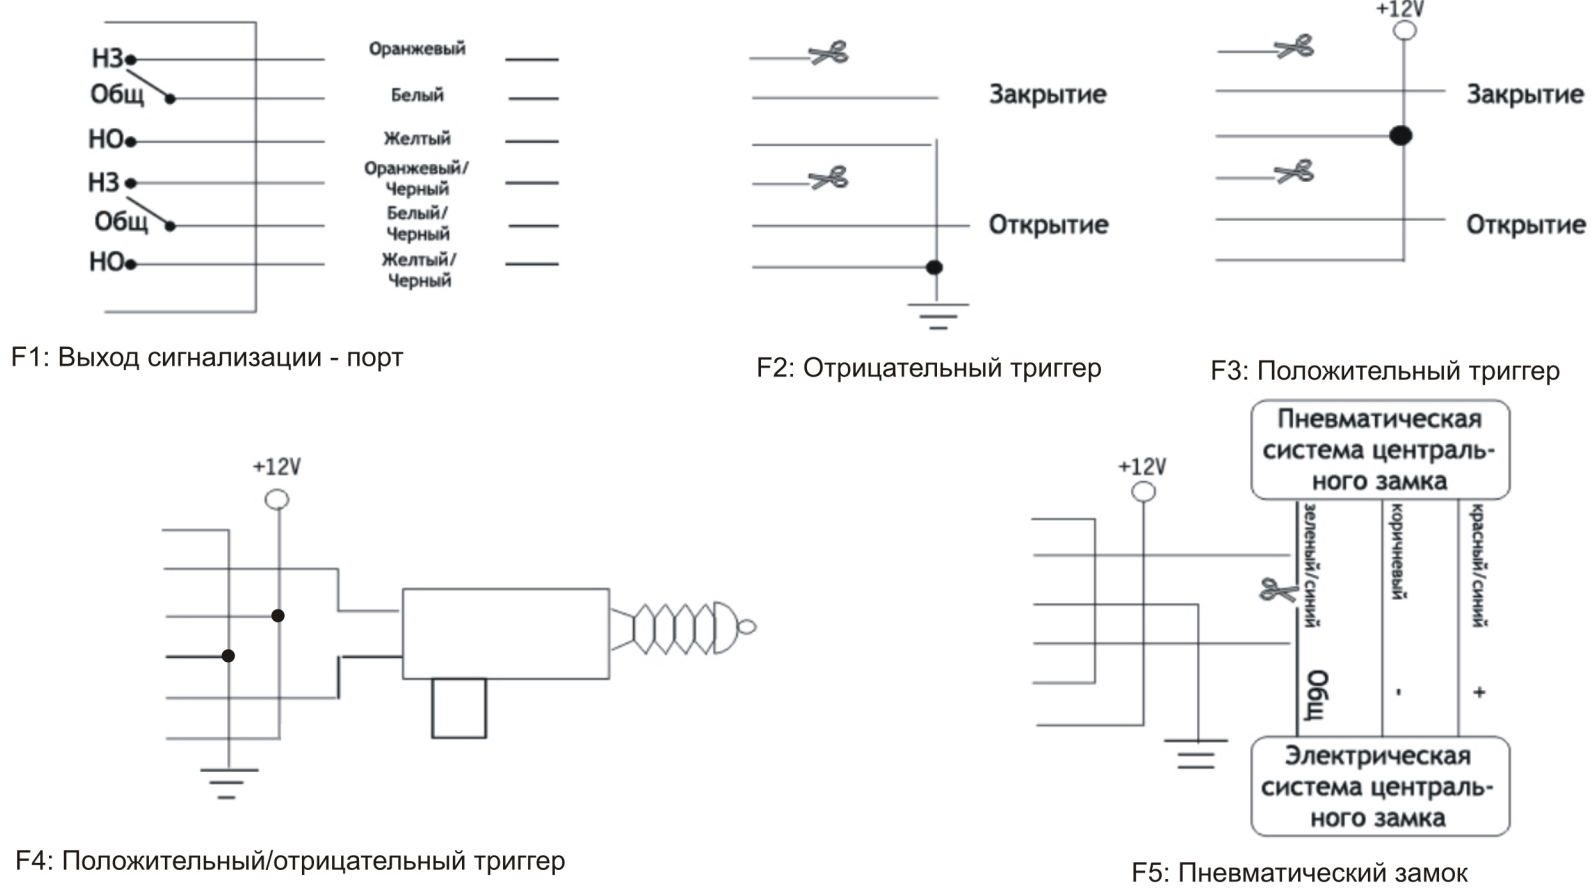 НЗ
Оранжевый
Общ
Белый
НО
Желтый
НЗ
Оранжевый/
Черный
Общ
Белый/
Черный
НО
Желтый/
Черный
F1: Выход сигнализации - порт
Закрытие
Открытие
F2: Отрицательный триггер
+12V
Закрытие
Открытие
F3: Положительный триггер
+12V
F4: Положительный/отрицательный триггер
+12V
Пневматическая
система централь-
ного замка
зеленый/синий
коричневый
красный/синий
Общ
-
+
Электрическая
система централь-
ного замка
F5: Пневматический замок